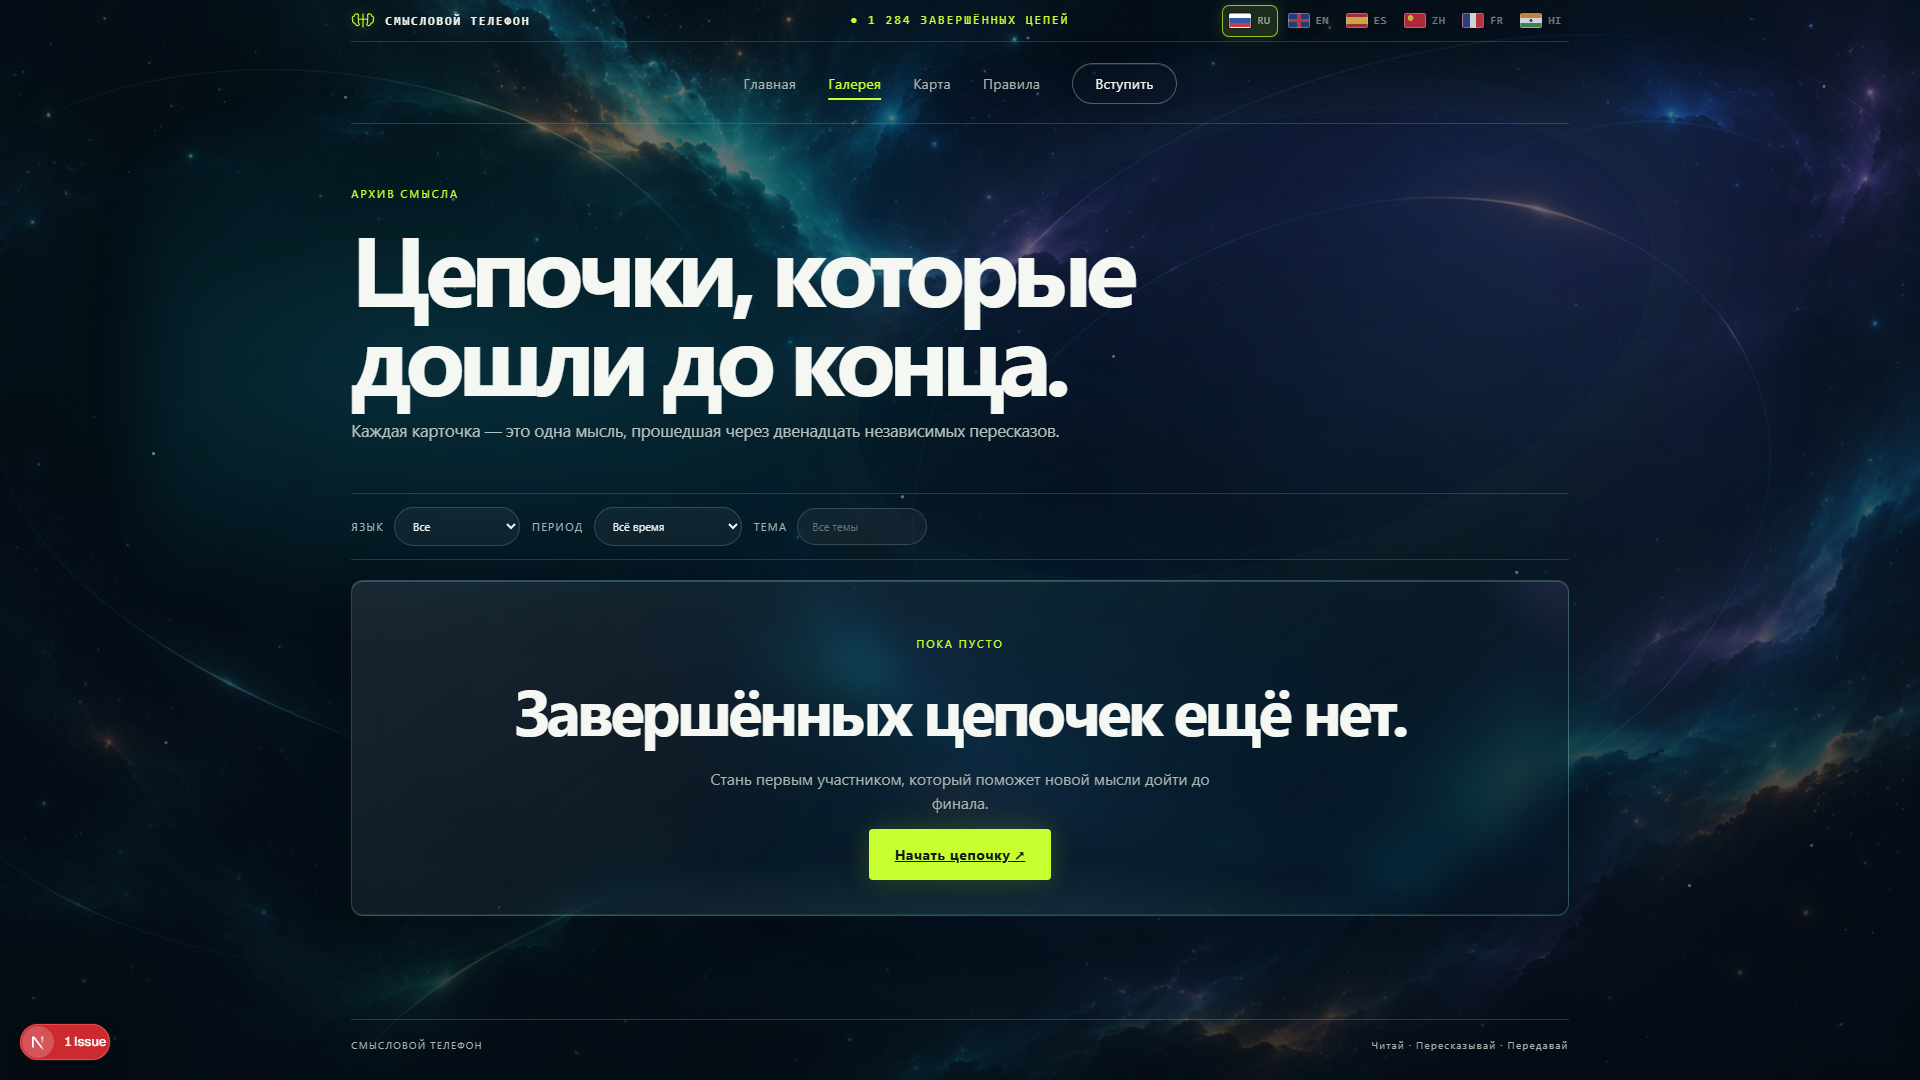 СМЫСЛОВОЙ ТЕЛЕФОН
• 1 284 ЗАВЕРШЁННЫХ ЦЕПЕЙ
RU EN ES ZH FR HI
Главная Галерея Карта Правила Вступить
АРХИВ СМЫСЛА
Цепочки, которые
дошли до конца.
Каждая карточка — это одна мысль, прошедшая через двенадцать независимых пересказов.
ЯЗЫК Все ПЕРИОД Всё время ТЕМА Все темы
ПОКА ПУСТО
Завершённых цепочек ещё нет.
Стань первым участником, который поможет новой мысли дойти до
финала.
Начать цепочку ↗
N 1 Issue
СМЫСЛОВОЙ ТЕЛЕФОН
Читай · Пересказывай · Передавай